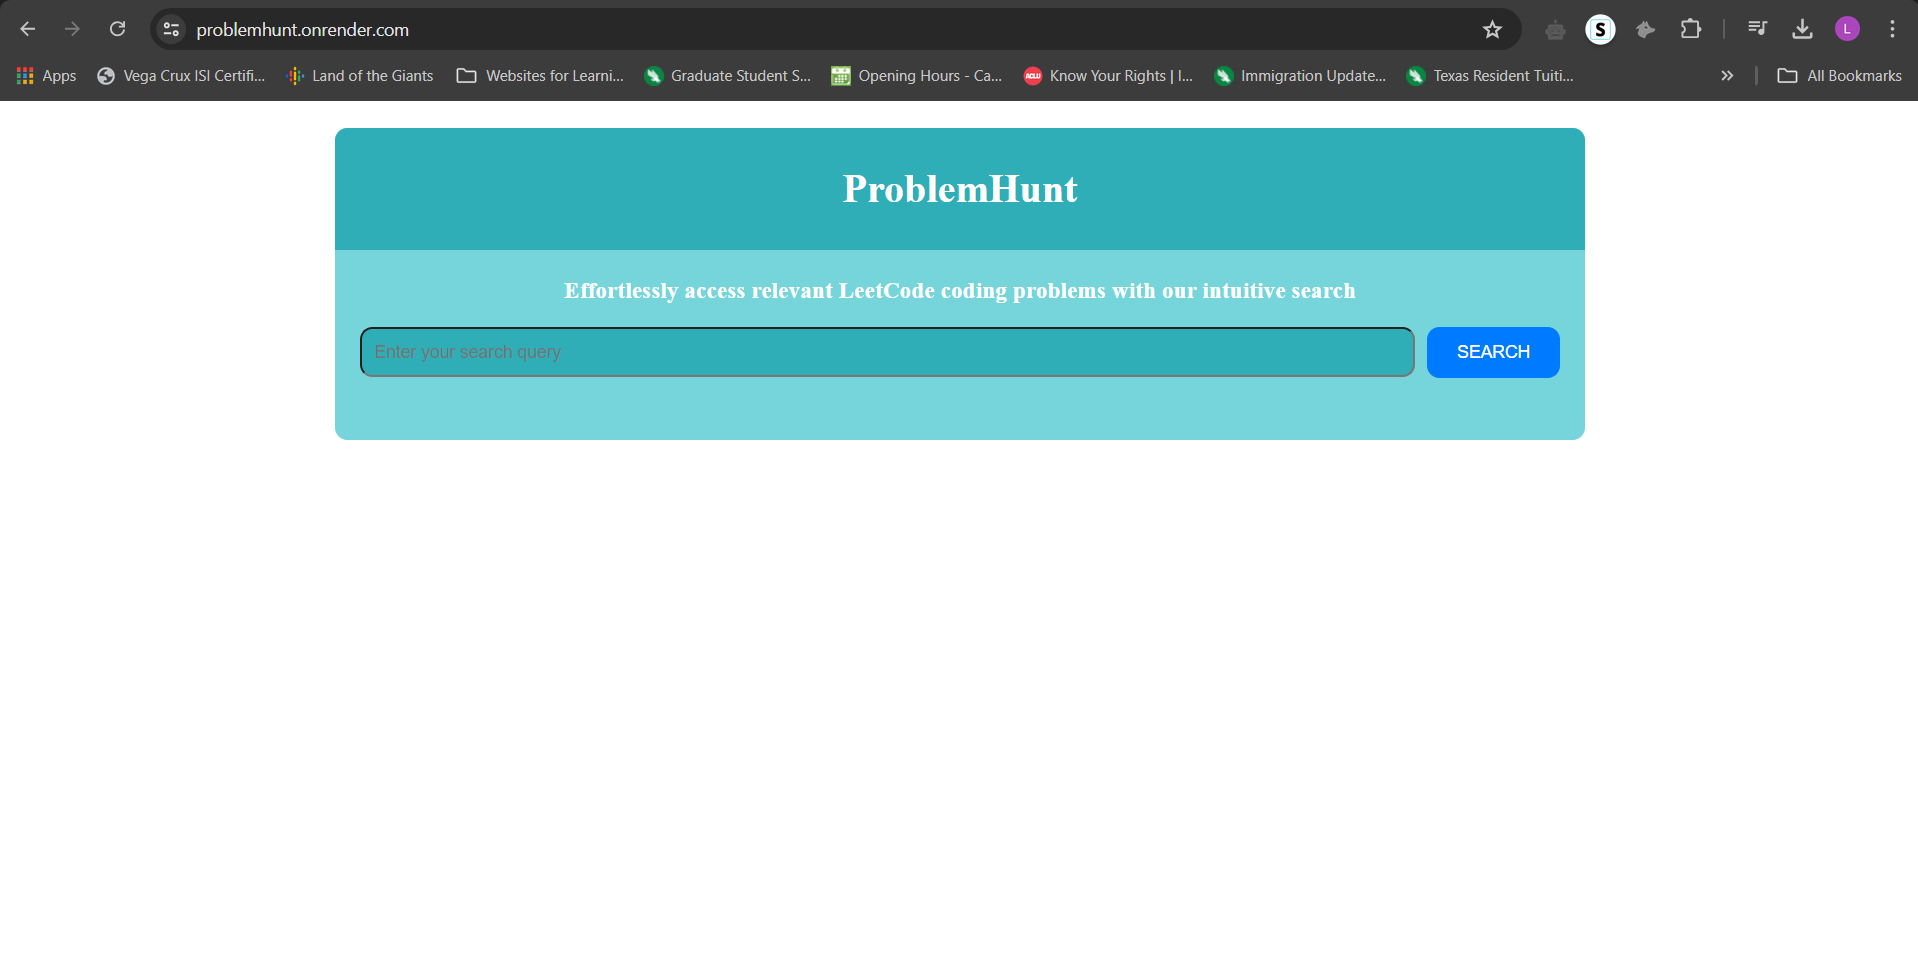 problemhunt.onrender.com
S
L
Apps
Vega Crux ISI Certifi...
Land of the Giants
Websites for Learni...
Graduate Student S...
Opening Hours - Ca...
ACLU
Know Your Rights | I...
Immigration Update...
Texas Resident Tuiti...
All Bookmarks
ProblemHunt
Effortlessly access relevant LeetCode coding problems with our intuitive search
Enter your search query
SEARCH